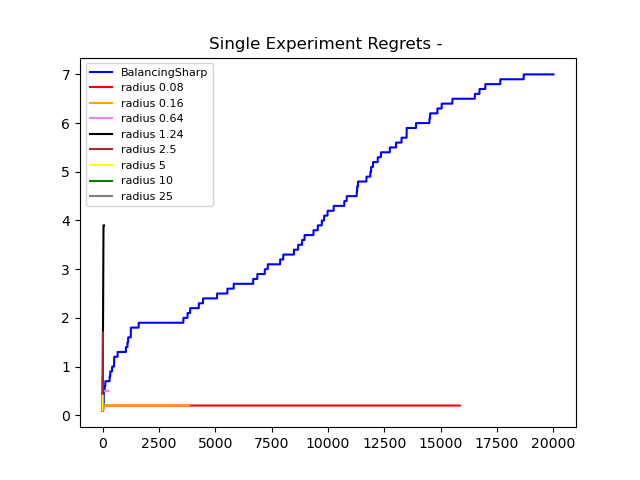 Single Experiment Regrets -
BalancingSharp
radius 0.08
radius 0.16
radius 0.64
radius 1.24
radius 2.5
radius 5
radius 10
radius 25
7
6
5
4
3
2
1
0
0 2500 5000 7500 10000 12500 15000 17500 20000